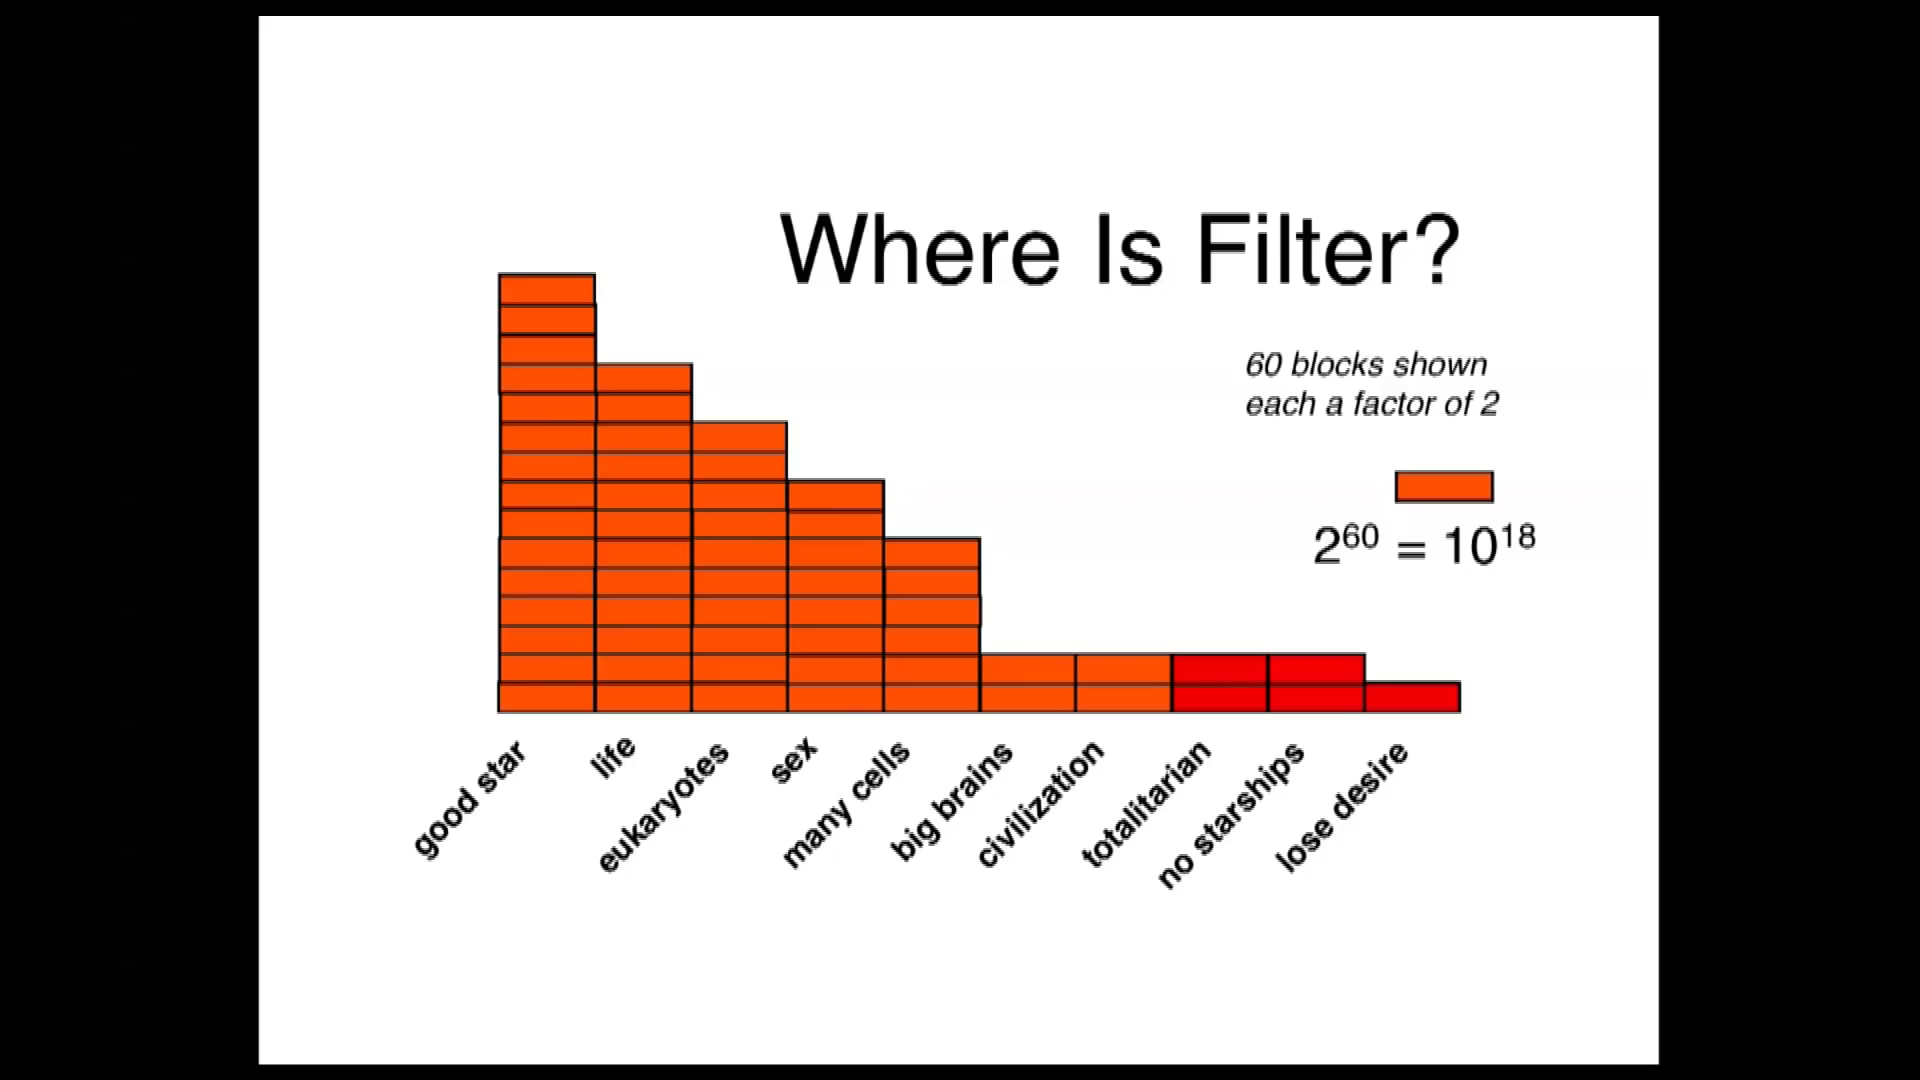 Where Is Filter?
60 blocks shown
each a factor of 2
2⁶⁰ = 10¹⁸
good star
life
eukaryotes
sex
many cells
big brains
civilization
totalitarian
no starships
lose desire